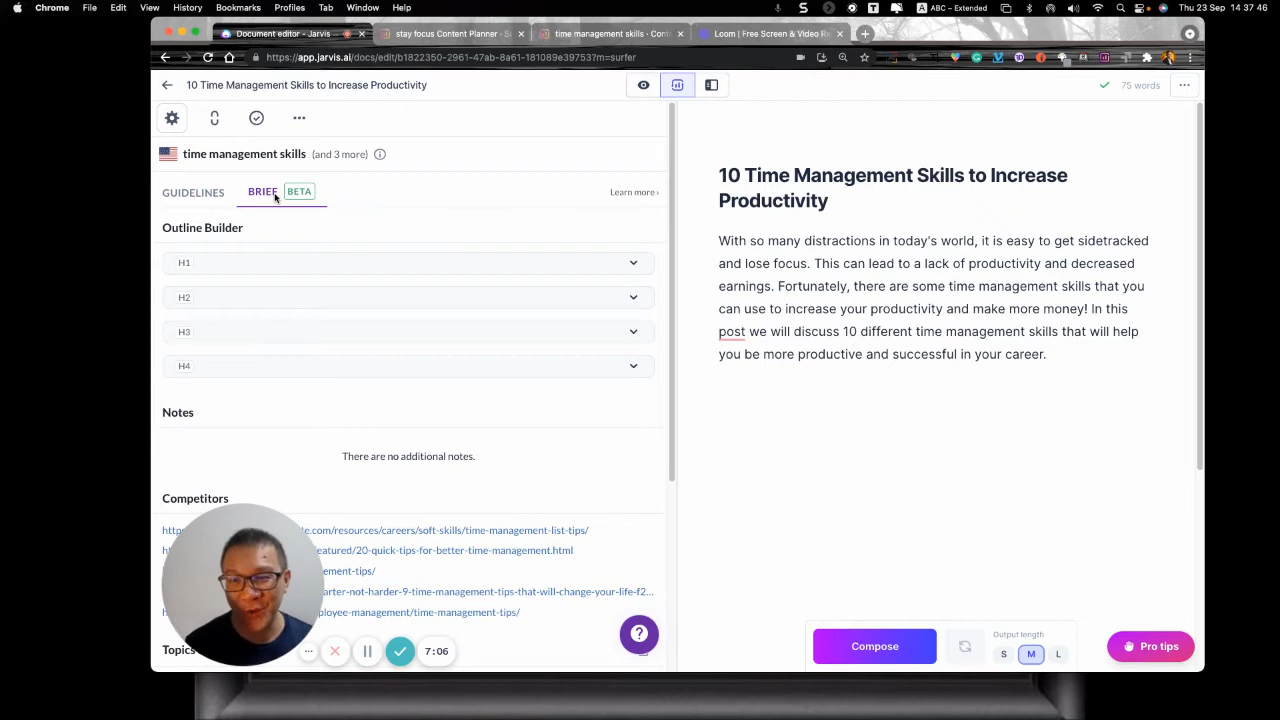 Chrome File Edit View History Bookmarks Profiles Tab Window Help ABC – Extended Thu 23 Sep 14 37 46
Document editor - Jarvis stay focus Content Planner - S time management skills - Cont Loom | Free Screen & Video Re
https://app.jarvis.ai/docs/edit/b1822350-2961-47ab-8a61-181089e39753?m=surfer
10 Time Management Skills to Increase Productivity 75 words
time management skills (and 3 more)
GUIDELINES BRIEF BETA Learn more ›
Outline Builder
H1
H2
H3
H4
Notes
There are no additional notes.
Competitors
https te.com/resources/careers/soft-skills/time-management-list-tips/
eatured/20-quick-tips-for-better-time-management.html
ement-tips/
arter-not-harder-9-time-management-tips-that-will-change-your-life-f2...
ployee-management/time-management-tips/
Topics
7:06
10 Time Management Skills to Increase
Productivity
With so many distractions in today's world, it is easy to get sidetracked
and lose focus. This can lead to a lack of productivity and decreased
earnings. Fortunately, there are some time management skills that you
can use to increase your productivity and make more money! In this
post we will discuss 10 different time management skills that will help
you be more productive and successful in your career.
Compose
Output length
S M L
Pro tips